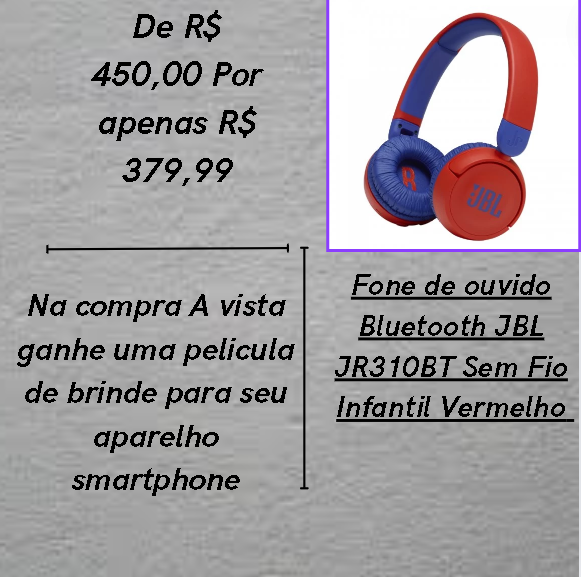 De R$
450,00 Por
apenas R$
379,99
JBL
Na compra A vista
ganhe uma pelicula
de brinde para seu
aparelho
smartphone
Fone de ouvido
Bluetooth JBL
JR310BT Sem Fio
Infantil Vermelho